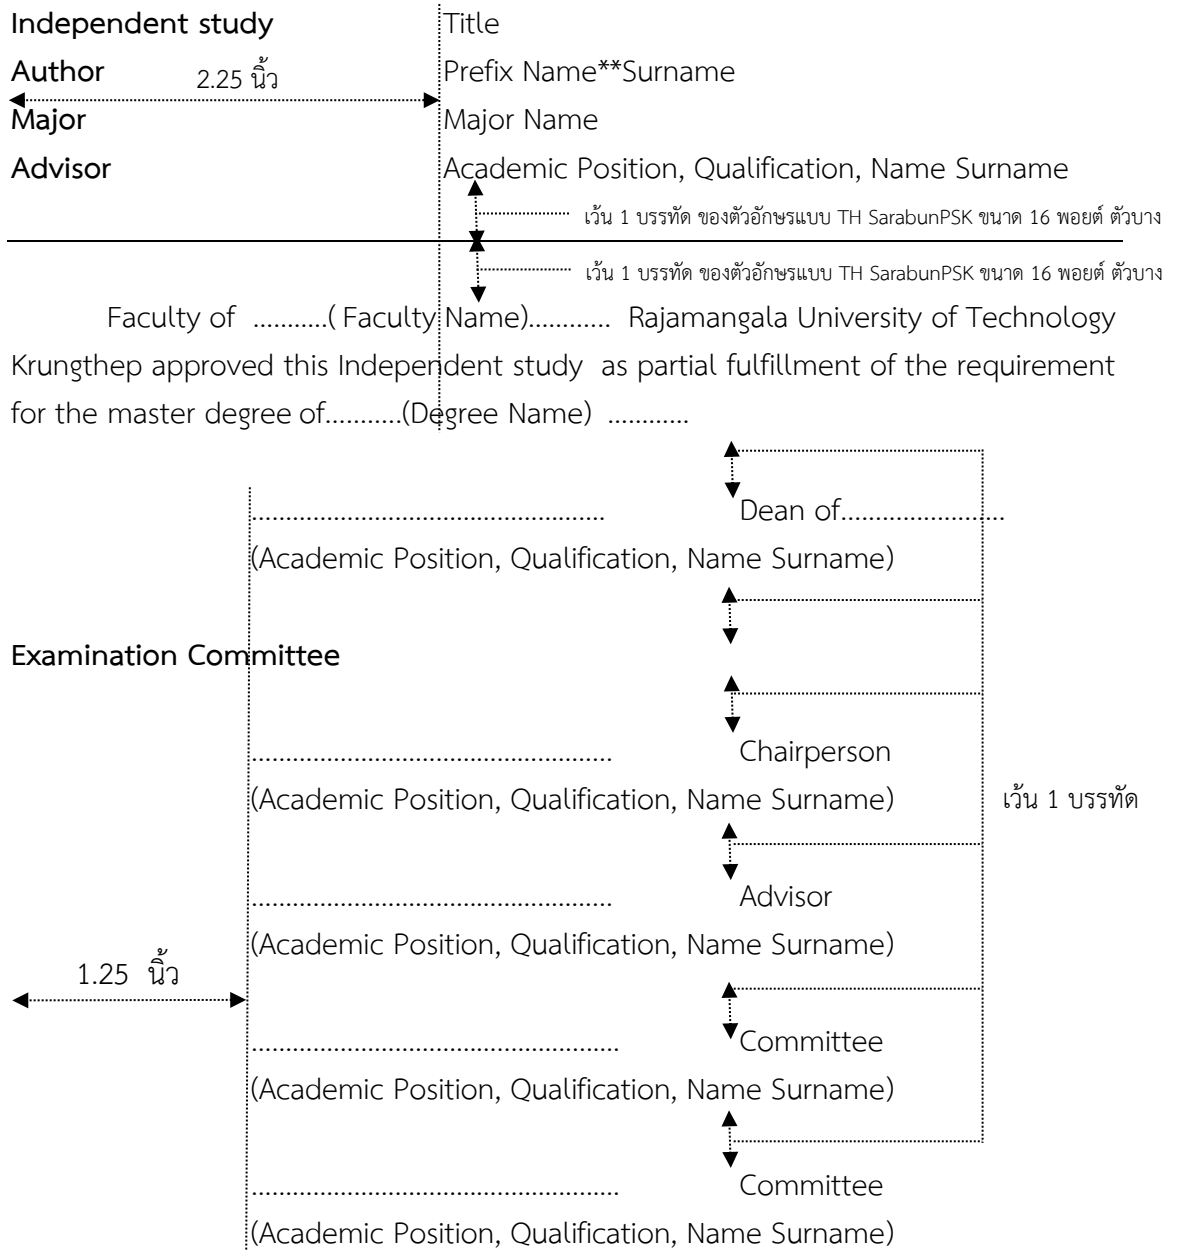 Independent study Title
Author Prefix Name**Surname
2.25 นิ้ว
Major Major Name
Advisor Academic Position, Qualification, Name Surname
เว้น 1 บรรทัด ของตัวอักษรแบบ TH SarabunPSK ขนาด 16 พอยต์ ตัวบาง
เว้น 1 บรรทัด ของตัวอักษรแบบ TH SarabunPSK ขนาด 16 พอยต์ ตัวบาง
Faculty of ...........( Faculty Name)............ Rajamangala University of Technology
Krungthep approved this Independent study as partial fulfillment of the requirement
for the master degree of...........(Degree Name) ............
.................................................... Dean of........................
(Academic Position, Qualification, Name Surname)
Examination Committee
..................................................... Chairperson
(Academic Position, Qualification, Name Surname)
เว้น 1 บรรทัด
..................................................... Advisor
(Academic Position, Qualification, Name Surname)
1.25 นิ้ว
...................................................... Committee
(Academic Position, Qualification, Name Surname)
...................................................... Committee
(Academic Position, Qualification, Name Surname)